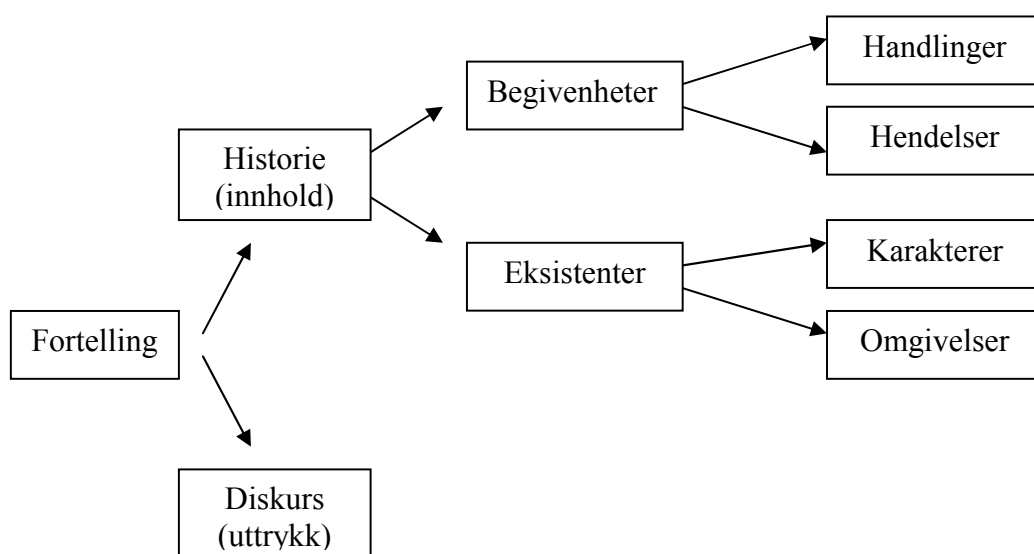 Fortelling
Historie
(innhold)
Diskurs
(uttrykk)
Begivenheter
Eksistenter
Handlinger
Hendelser
Karakterer
Omgivelser